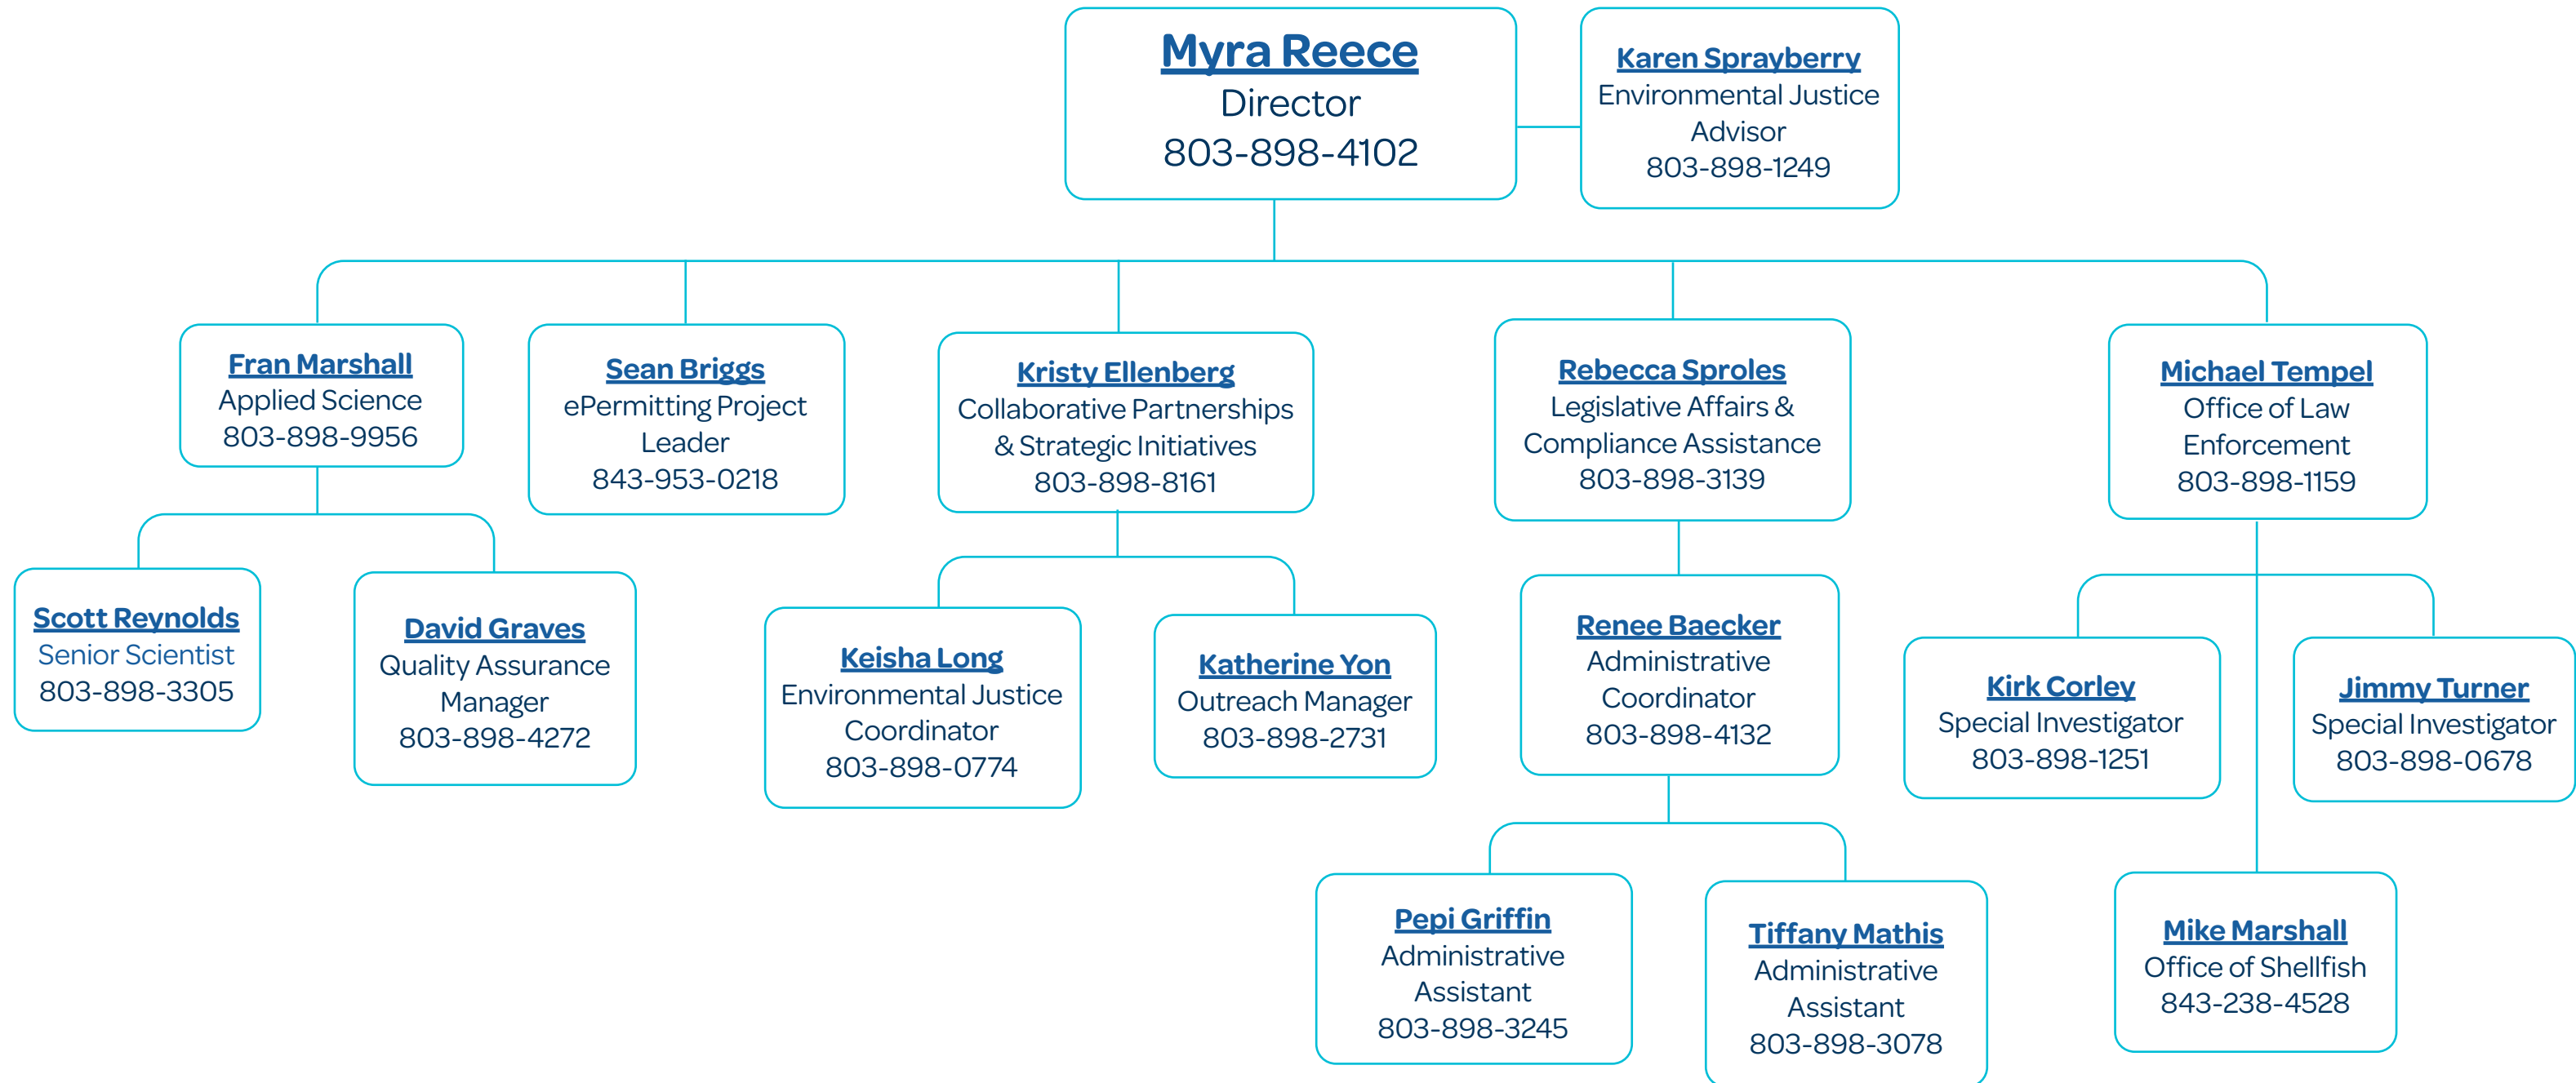 Myra Reece
Director
803-898-4102
Karen Sprayberry
Environmental Justice
Advisor
803-898-1249
Fran Marshall
Applied Science
803-898-9956
Sean Briggs
ePermitting Project
Leader
843-953-0218
Kristy Ellenberg
Collaborative Partnerships
& Strategic Initiatives
803-898-8161
Rebecca Sproles
Legislative Affairs &
Compliance Assistance
803-898-3139
Michael Tempel
Office of Law
Enforcement
803-898-1159
Scott Reynolds
Senior Scientist
803-898-3305
David Graves
Quality Assurance
Manager
803-898-4272
Keisha Long
Environmental Justice
Coordinator
803-898-0774
Katherine Yon
Outreach Manager
803-898-2731
Renee Baecker
Administrative
Coordinator
803-898-4132
Kirk Corley
Special Investigator
803-898-1251
Jimmy Turner
Special Investigator
803-898-0678
Pepi Griffin
Administrative
Assistant
803-898-3245
Tiffany Mathis
Administrative
Assistant
803-898-3078
Mike Marshall
Office of Shellfish
843-238-4528